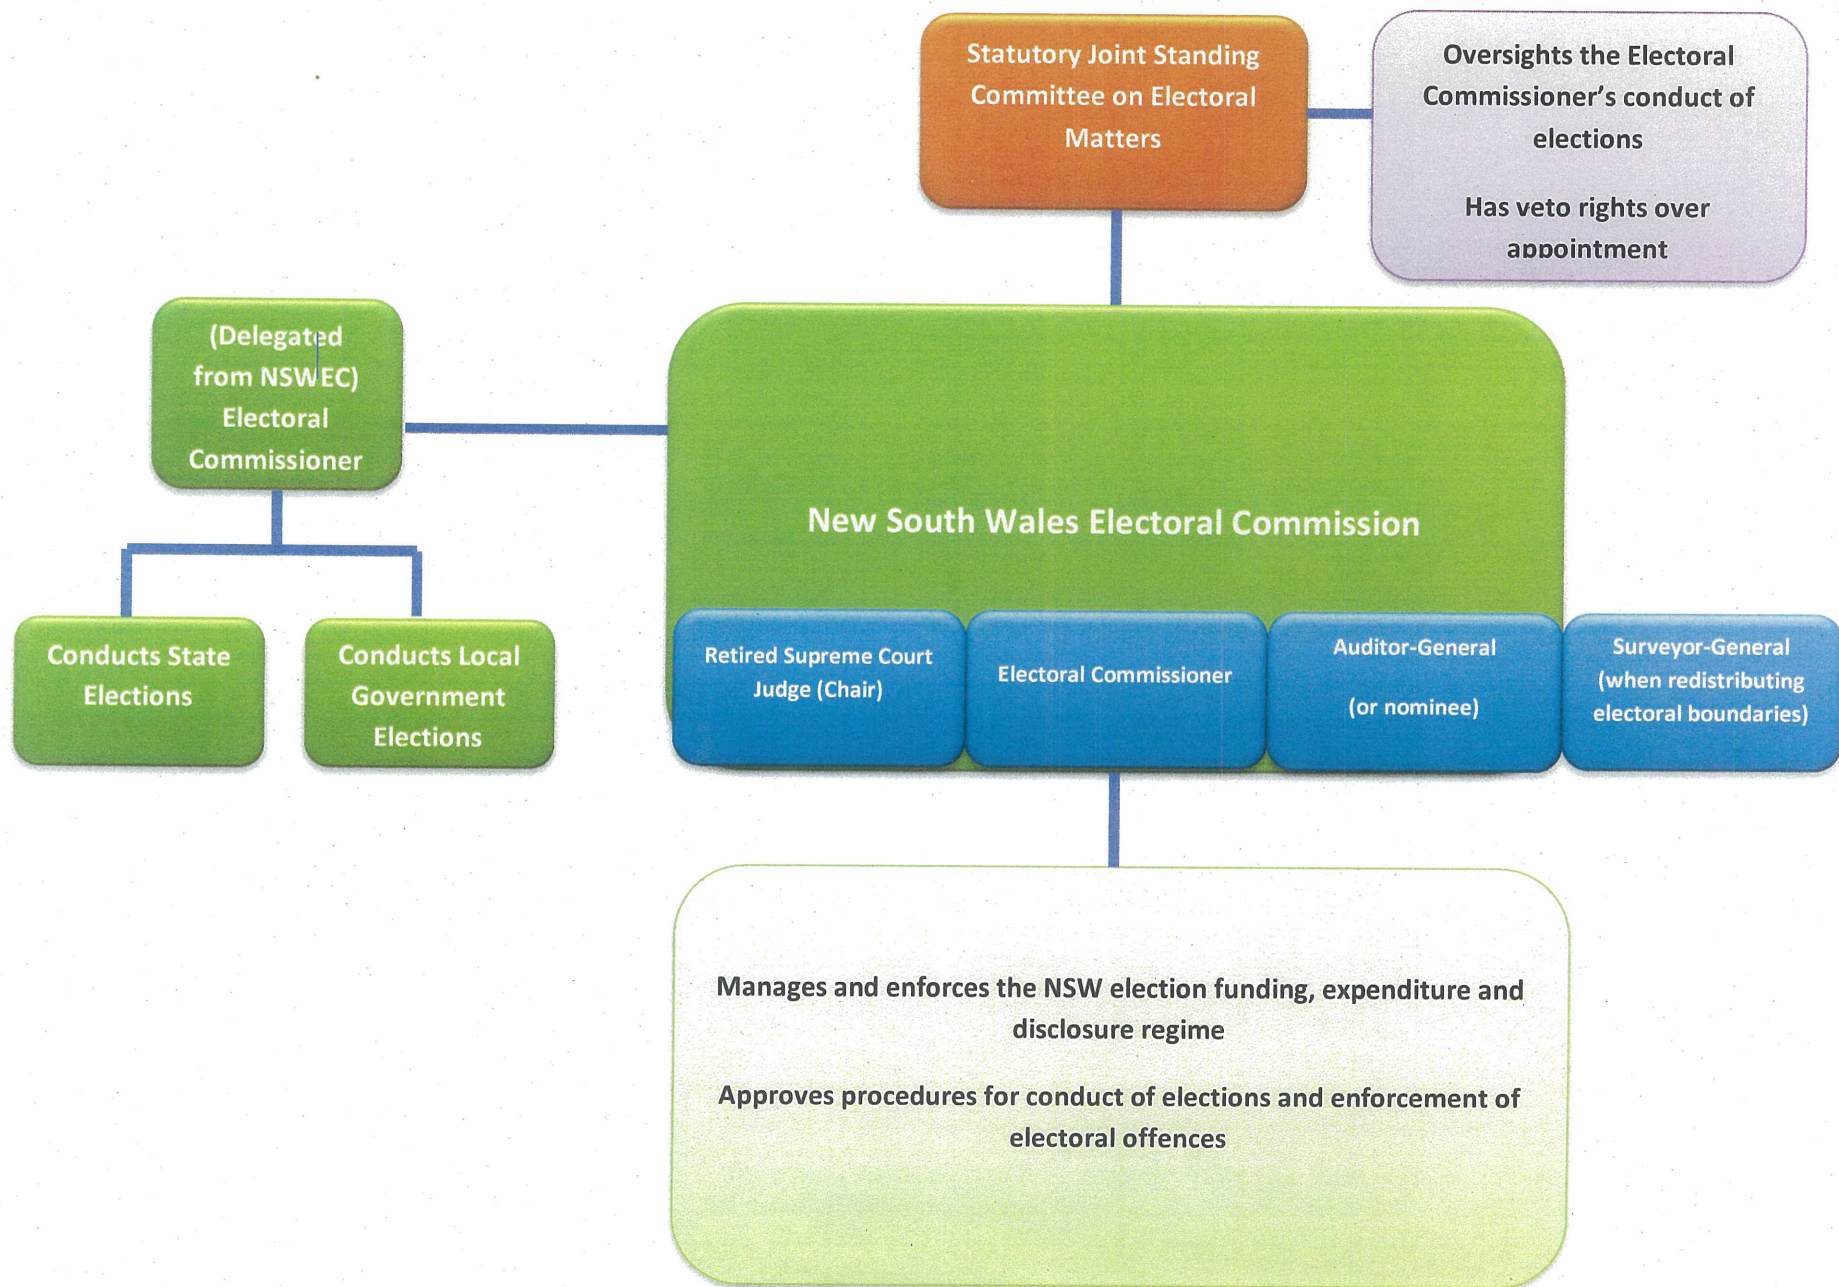 Statutory Joint Standing
Committee on Electoral
Matters
Oversights the Electoral
Commissioner's conduct of
elections
Has veto rights over
appointment
(Delegated
from NSWEC)
Electoral
Commissioner
New South Wales Electoral Commission
Conducts State
Elections
Conducts Local
Government
Elections
Retired Supreme Court
Judge (Chair)
Electoral Commissioner
Auditor-General
(or nominee)
Surveyor-General
(when redistributing
electoral boundaries)
Manages and enforces the NSW election funding, expenditure and
disclosure regime
Approves procedures for conduct of elections and enforcement of
electoral offences